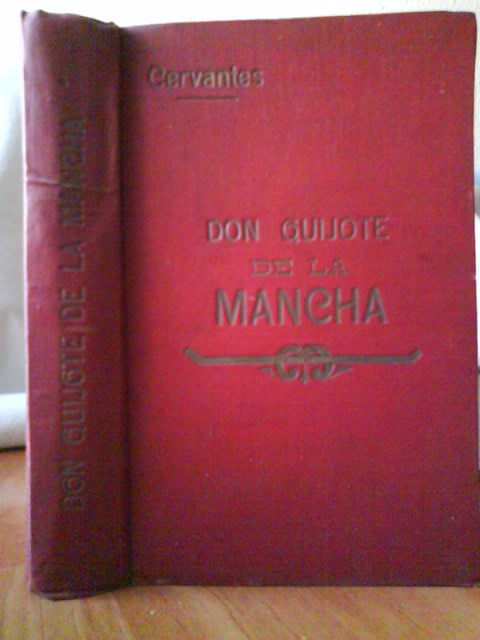 Cervantes
DON QUIJOTE
DE LA
MANCHA
DON QUIJOTE DE LA MANCHA